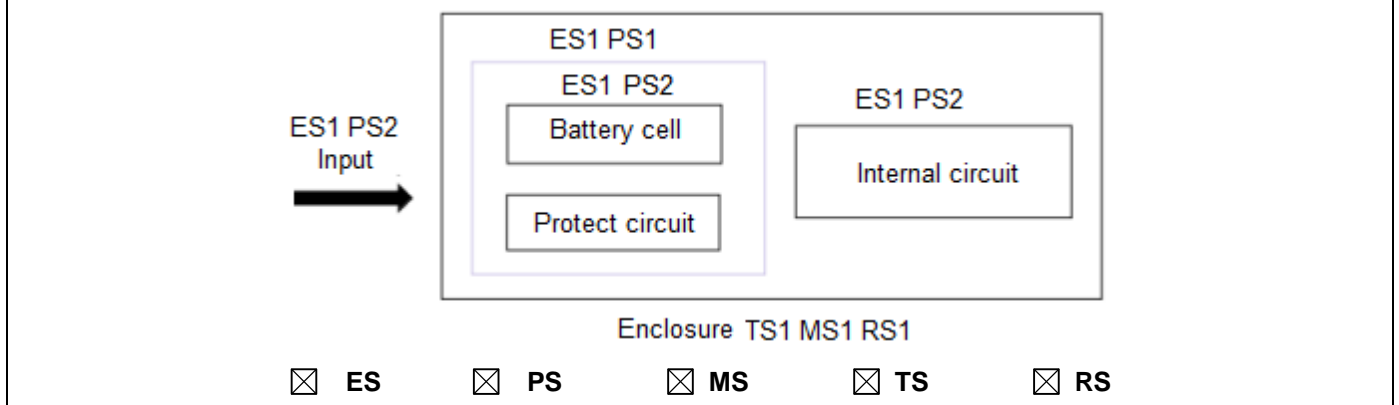 ES1 PS1
ES1 PS2
Battery cell
Protect circuit
ES1 PS2
Internal circuit
ES1 PS2
Input
Enclosure TS1 MS1 RS1
☒ ES ☒ PS ☒ MS ☒ TS ☒ RS